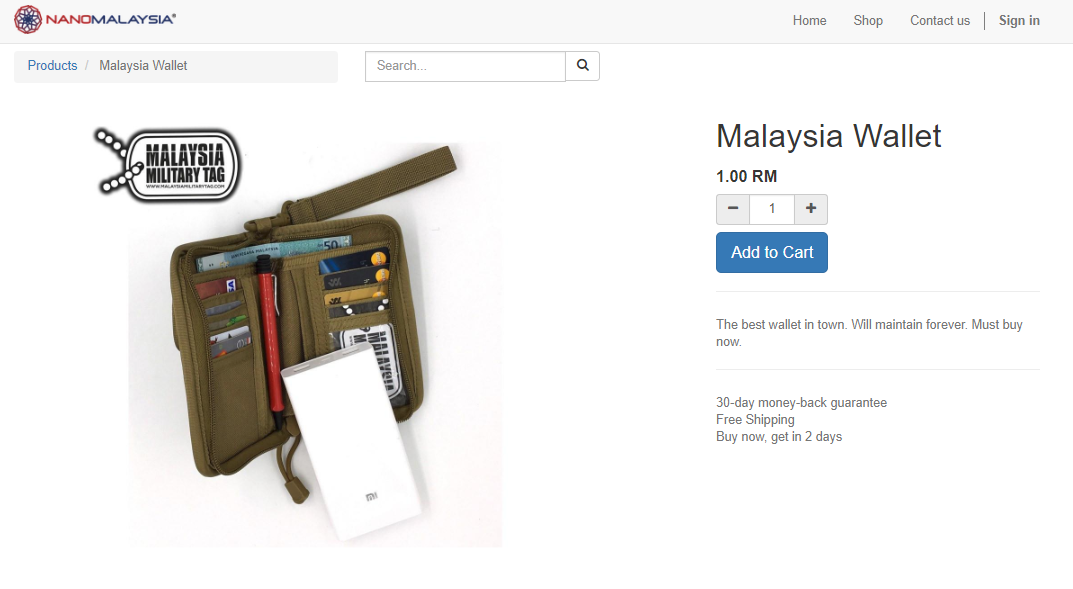 NANOMALAYSIA®
Home
Shop
Contact us
Sign in
Products / Malaysia Wallet
Search...
MALAYSIA
MILITARY TAG
WWW.MALAYSIAMILITARYTAG.COM
50
MALAYSIA
mi
Malaysia Wallet
1.00 RM
− 1 +
Add to Cart
The best wallet in town. Will maintain forever. Must buy
now.
30-day money-back guarantee
Free Shipping
Buy now, get in 2 days